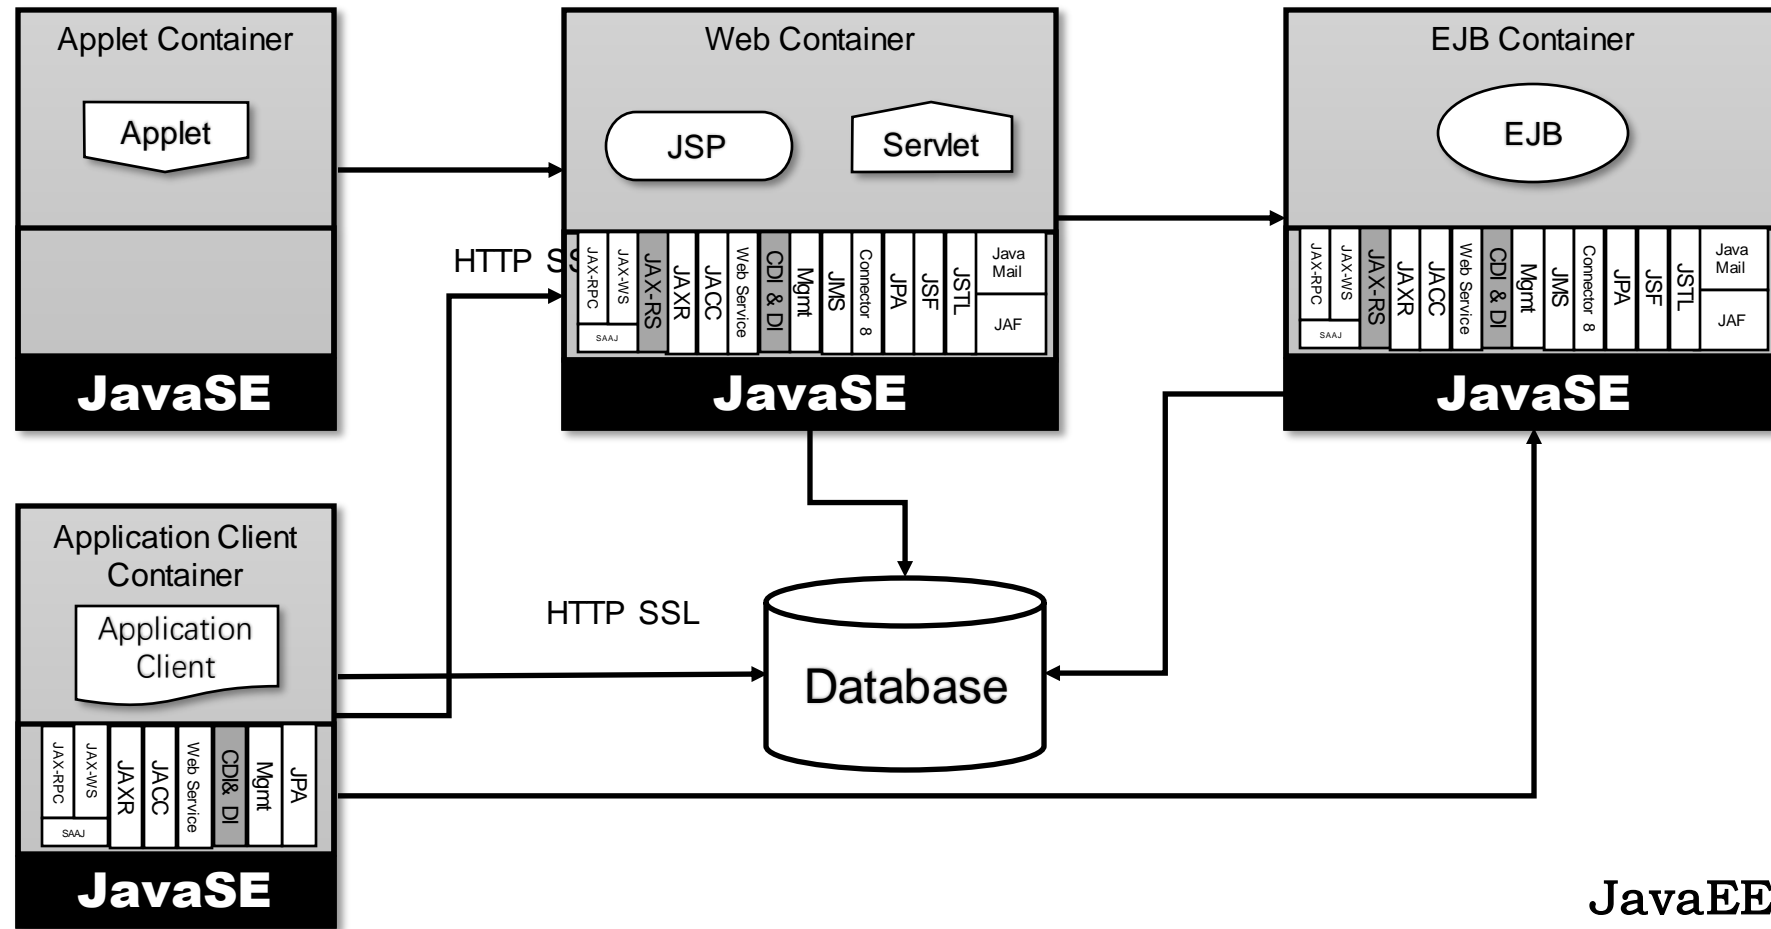 Applet Container
Applet
JavaSE
Web Container
JSP
Servlet
JAX-RPC
JAX-WS
SAAJ
JAX-RS
JAXR
JACC
Web Service
CDI & DI
Mgmt
JMS
Connector 8
JPA
JSF
JSTL
Java
Mail
JAF
JavaSE
EJB Container
EJB
JAX-RPC
JAX-WS
SAAJ
JAX-RS
JAXR
JACC
Web Service
CDI & DI
Mgmt
JMS
Connector 8
JPA
JSF
JSTL
Java
Mail
JAF
JavaSE
HTTP SS
Application Client
Container
Application
Client
JAX-RPC
JAX-WS
SAAJ
JAXR
JACC
Web Service
CDI& DI
Mgmt
JPA
JavaSE
HTTP SSL
Database
JavaEE